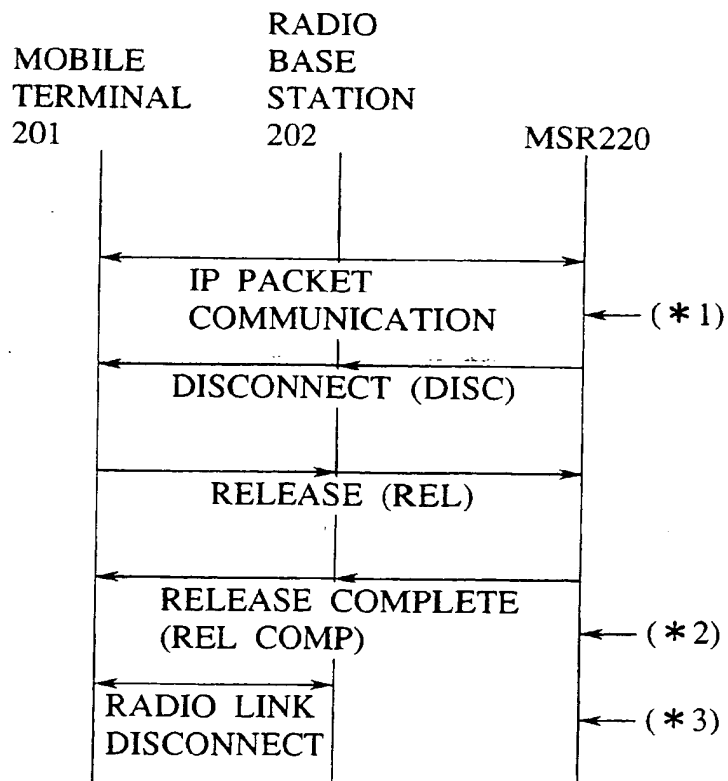 MOBILE
TERMINAL
201
RADIO
BASE
STATION
202
MSR220
IP PACKET
COMMUNICATION
(*1)
DISCONNECT (DISC)
RELEASE (REL)
RELEASE COMPLETE
(REL COMP)
(*2)
RADIO LINK
DISCONNECT
(*3)